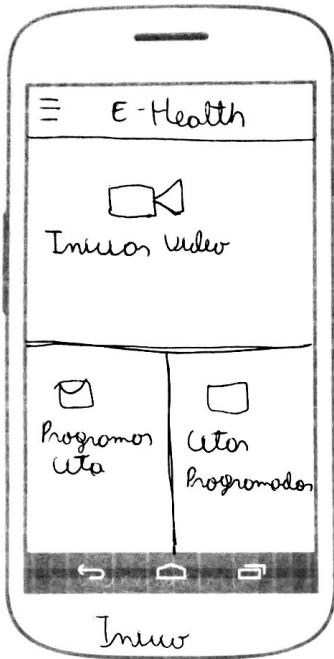 E-Health
Iniciar video
Programar
cita
Citas
Programadas
Inicio